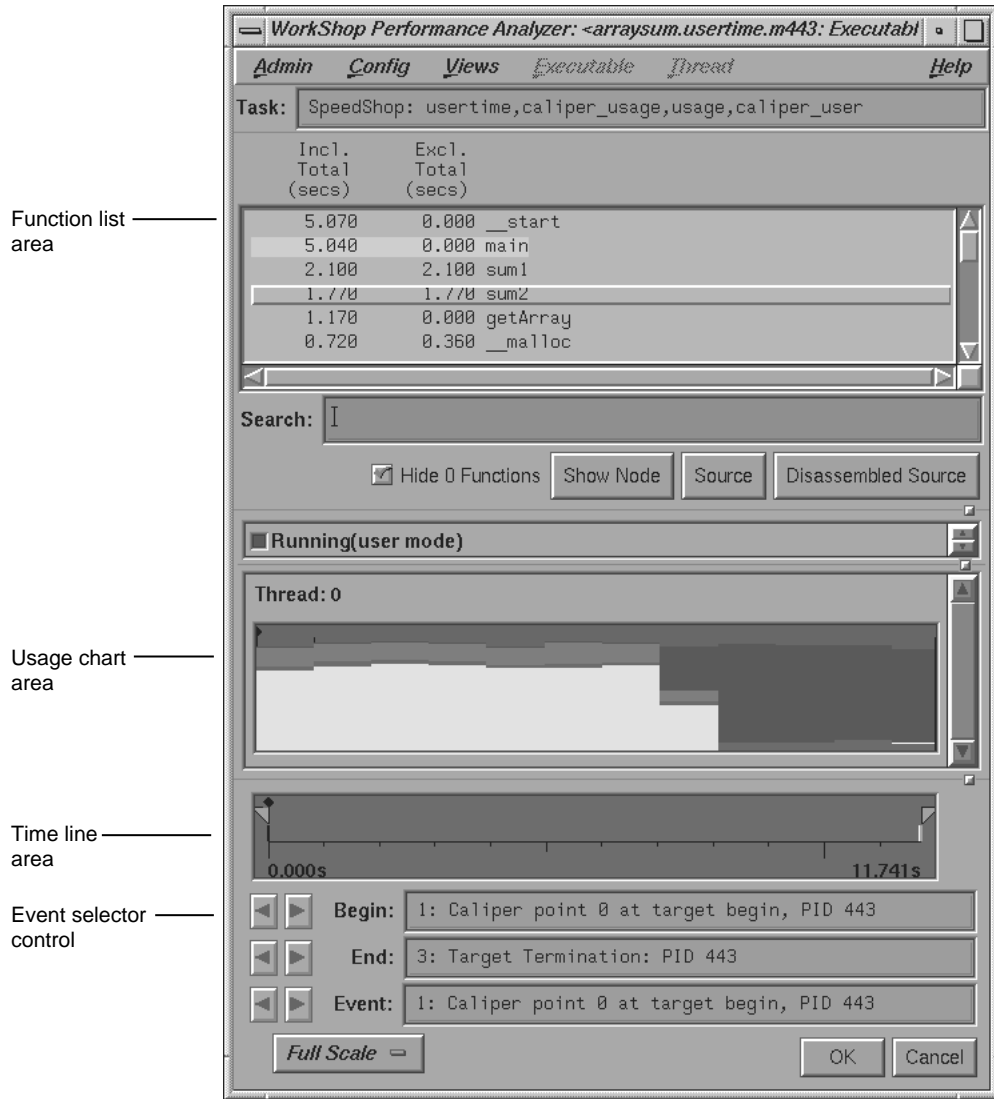 WorkShop Performance Analyzer: <arraysum.usertime.m443: Executabl
Admin Config Views Executable Thread Help
Task: SpeedShop: usertime,caliper_usage,usage,caliper_user
Incl. Excl.
Total Total
(secs) (secs)
Function list
area
5.070 0.000 __start
5.040 0.000 main
2.100 2.100 sum1
1.770 1.770 sum2
1.170 0.000 getArray
0.720 0.360 __malloc
Search:
Hide 0 Functions Show Node Source Disassembled Source
Running(user mode)
Thread: 0
Usage chart
area
Time line
area
0.000s 11.741s
Event selector
control
Begin: 1: Caliper point 0 at target begin, PID 443
End: 3: Target Termination: PID 443
Event: 1: Caliper point 0 at target begin, PID 443
Full Scale OK Cancel